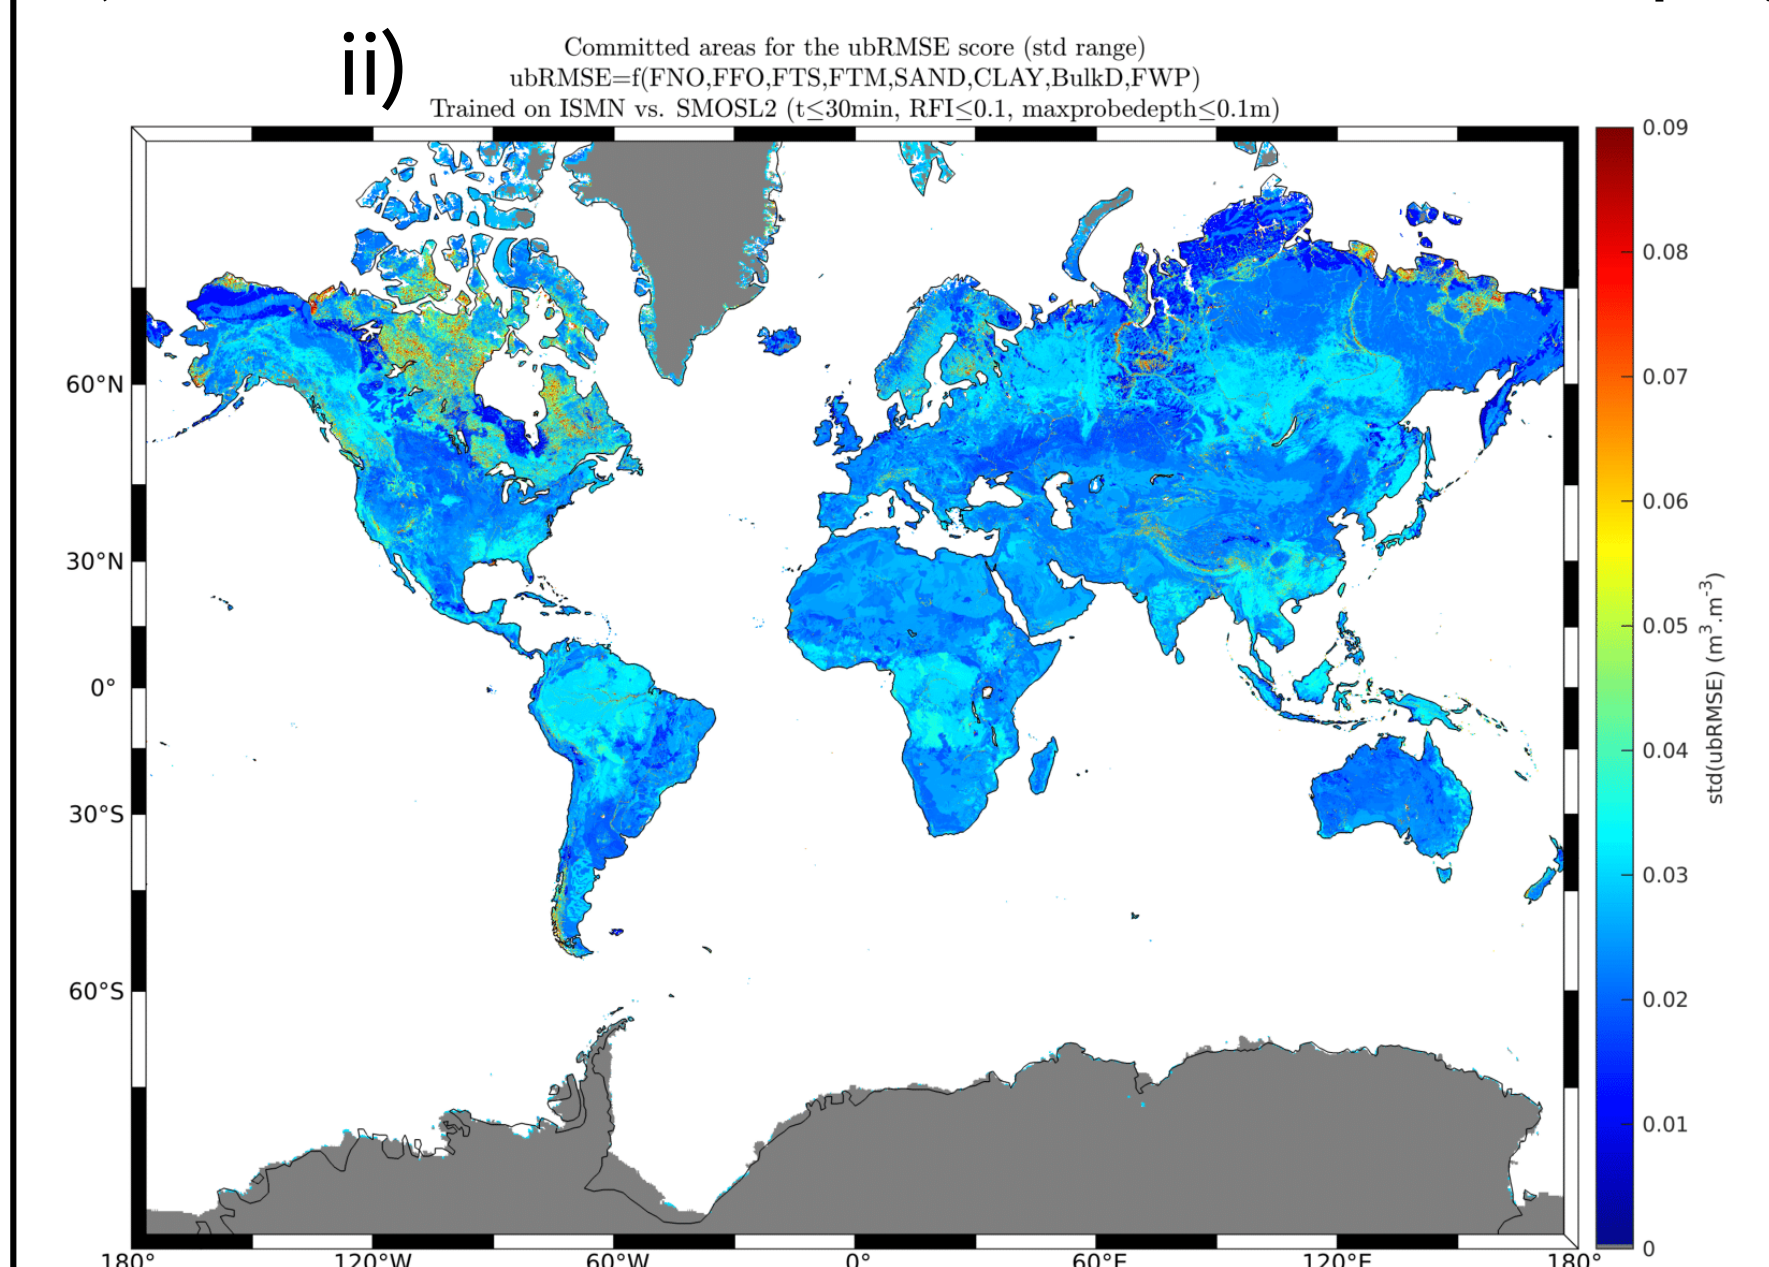 ii)
Committed areas for the ubRMSE score (std range)
ubRMSE=f(FNO,FFO,FTS,FTM,SAND,CLAY,BulkD,FWP)
Trained on ISMN vs. SMOSL2 (t≤30min, RFI≤0.1, maxprobedepth≤0.1m)
60°N
30°N
0°
30°S
60°S
180°
120°W
60°W
0°
60°E
120°E
180°
0.09
0.08
0.07
0.06
0.05
0.04
0.03
0.02
0.01
0
std(ubRMSE) (m³.m⁻³)